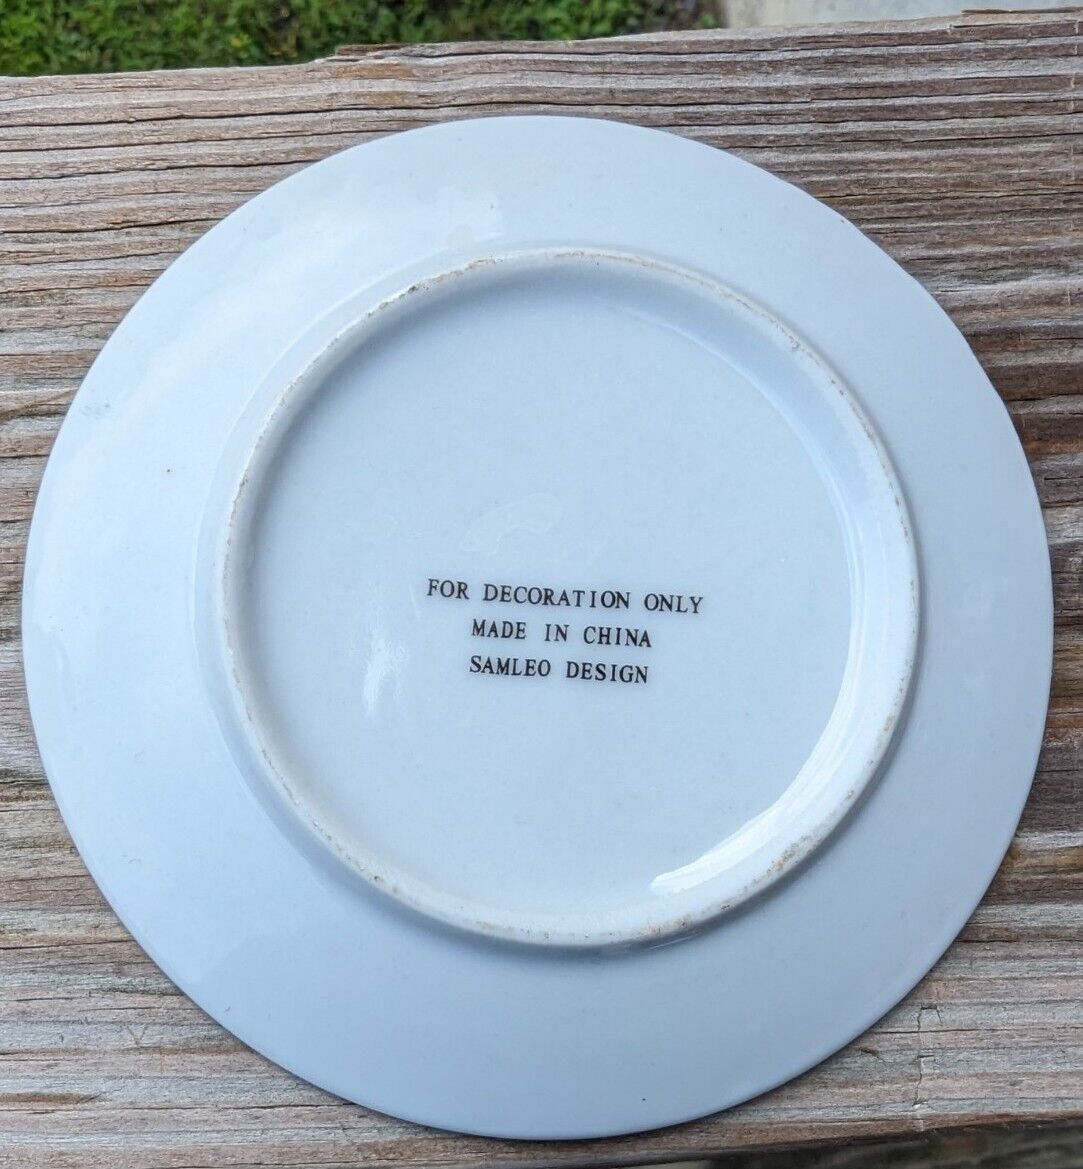 FOR DECORATION ONLY
MADE IN CHINA
SAMLEO DESIGN